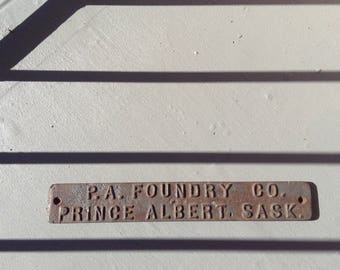 P.A. FOUNDRY CO.
PRINCE ALBERT. SASK.